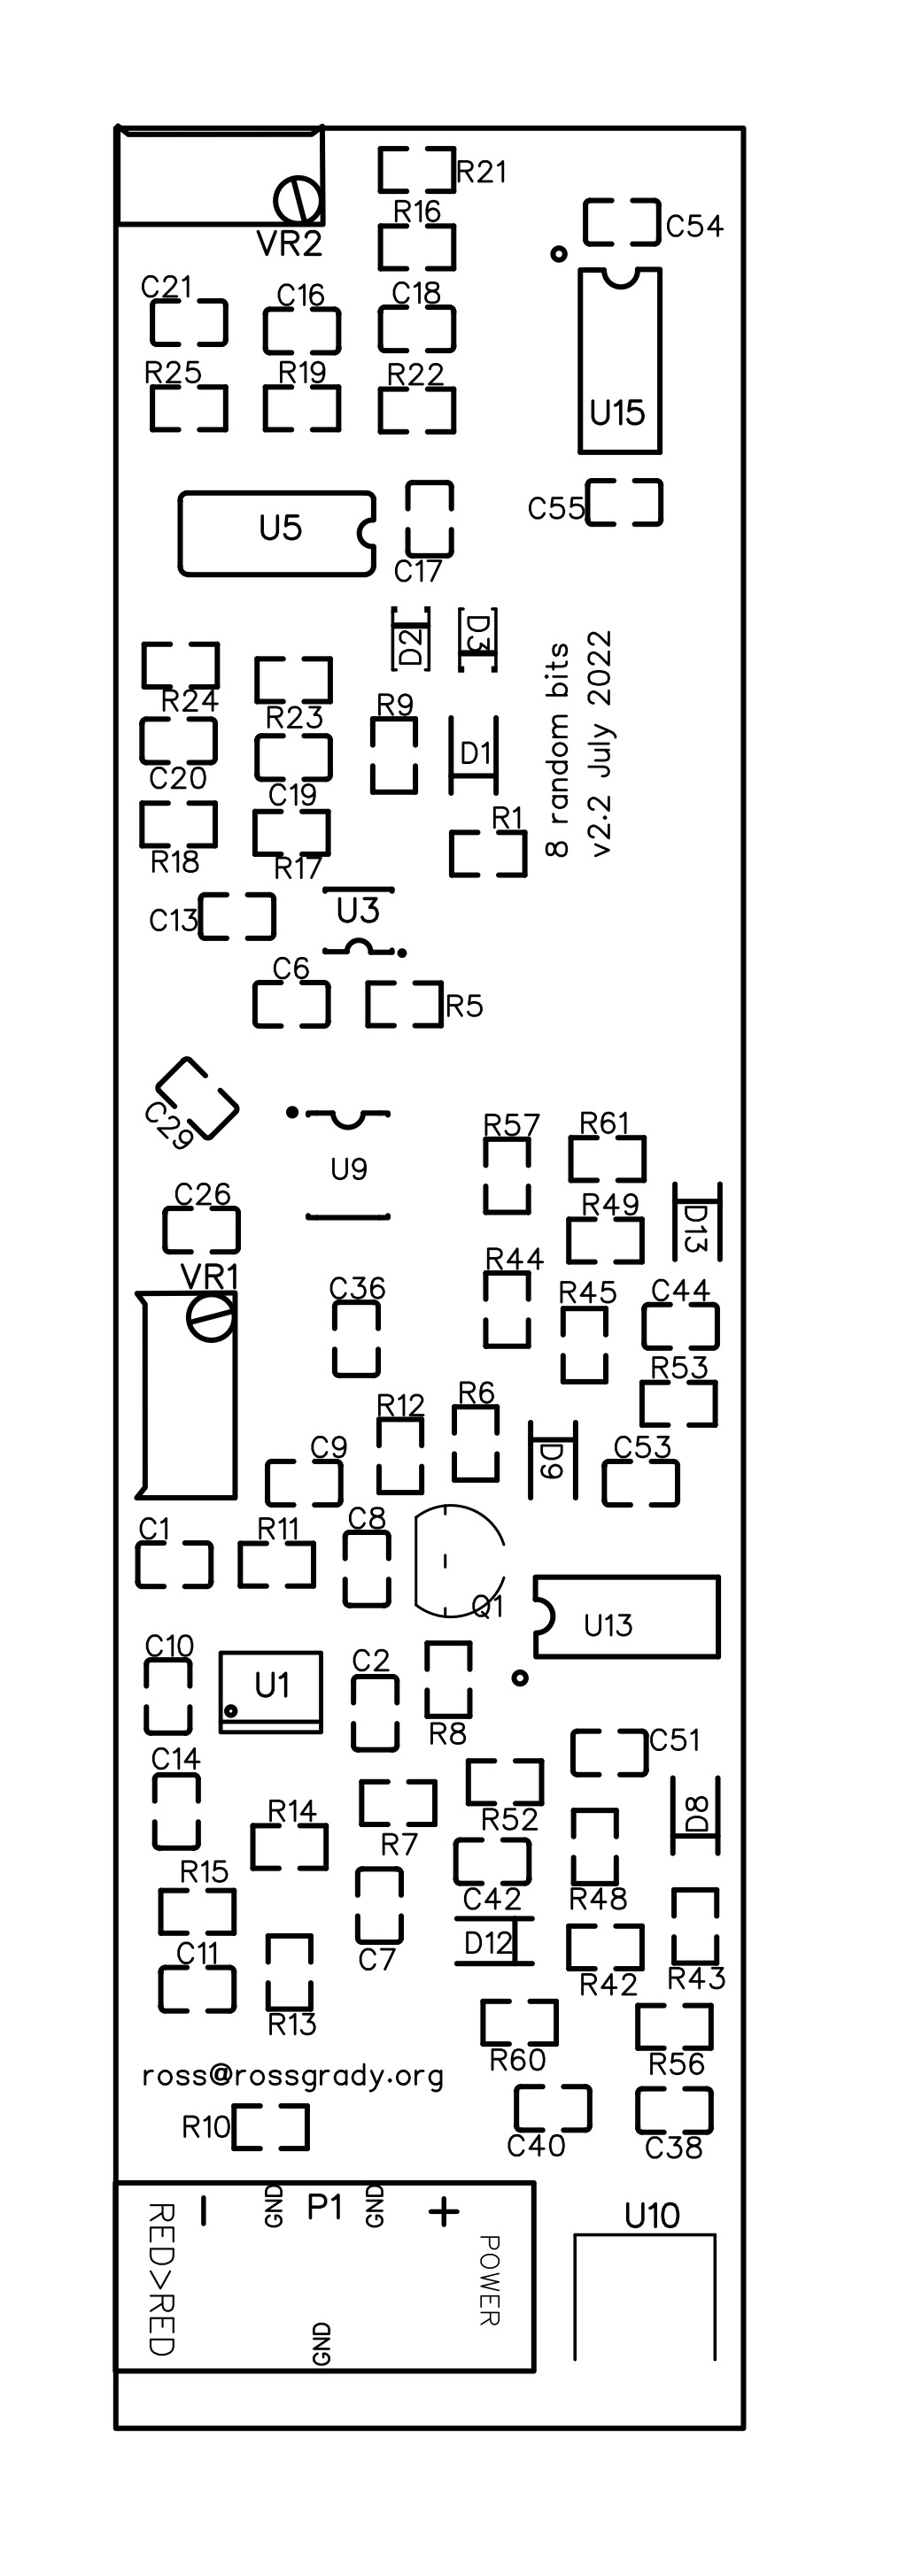 R21
R16
C54
VR2
C21
C16
C18
R25
R19
R22
U15
U5
C55
C17
D2
D3
8 random bits
v2.2 July 2022
R24
R23
R9
D1
C20
C19
R1
R18
R17
C13
U3
C6
R5
C29
R57
R61
U9
C26
R49
D13
VR1
C36
R44
R45
C44
R53
R12
R6
C9
D9
C53
C1
R11
C8
Q1
U13
C10
U1
C2
R8
C51
C14
R14
R7
R52
D8
R15
C42
R48
C11
C7
D12
R42
R43
R13
R60
R56
ross@rossgrady.org
R10
C40
C38
RED>RED
-
GND
P1
GND
+
POWER
GND
U10